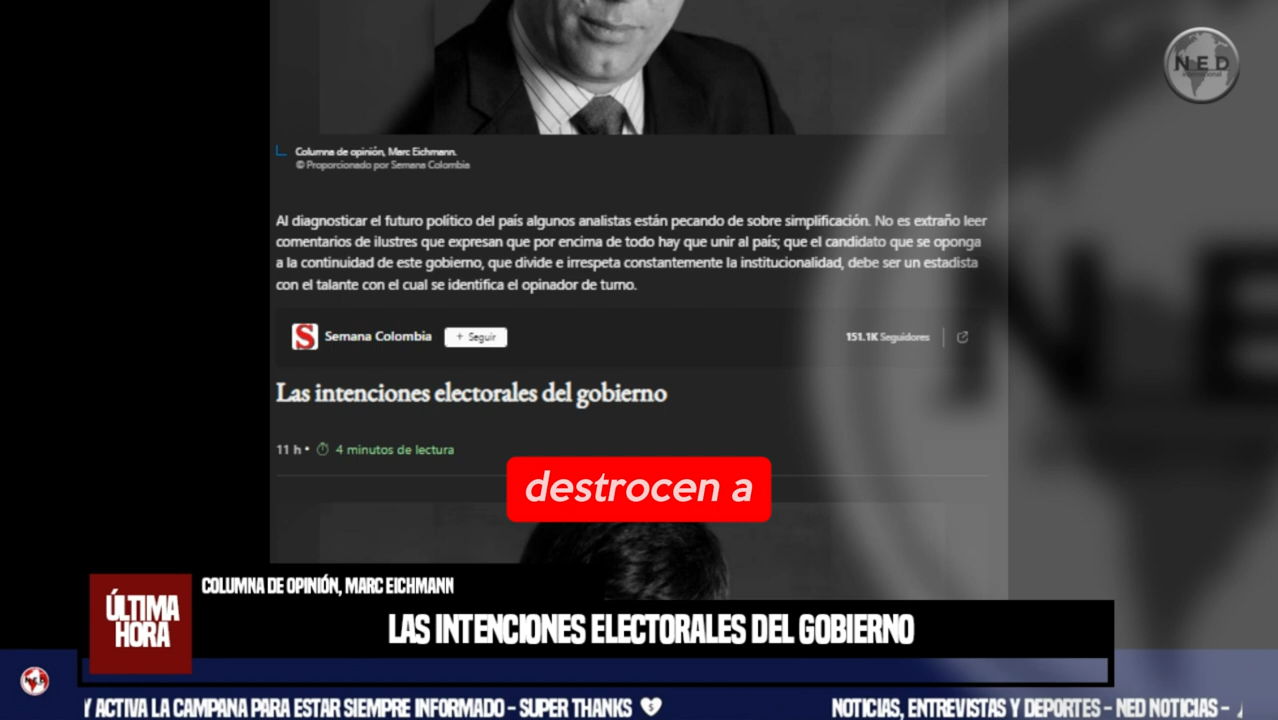 NED
International
Columna de opinión, Marc Eichmann.
© Proporcionado por Semana Colombia
Al diagnosticar el futuro político del país algunos analistas están pecando de sobre simplificación. No es extraño leer
comentarios de ilustres que expresan que por encima de todo hay que unir al país; que el candidato que se oponga
a la continuidad de este gobierno, que divide e irrespeta constantemente la institucionalidad, debe ser un estadista
con el talante con el cual se identifica el opinador de turno.
S Semana Colombia + Seguir 151.1K Seguidores
Las intenciones electorales del gobierno
11 h • 4 minutos de lectura
destrocen a
COLUMNA DE OPINIÓN, MARC EICHMANN
ÚLTIMA
HORA
LAS INTENCIONES ELECTORALES DEL GOBIERNO
Y ACTIVA LA CAMPANA PARA ESTAR SIEMPRE INFORMADO - SUPER THANKS NOTICIAS, ENTREVISTAS Y DEPORTES - NED NOTICIAS -